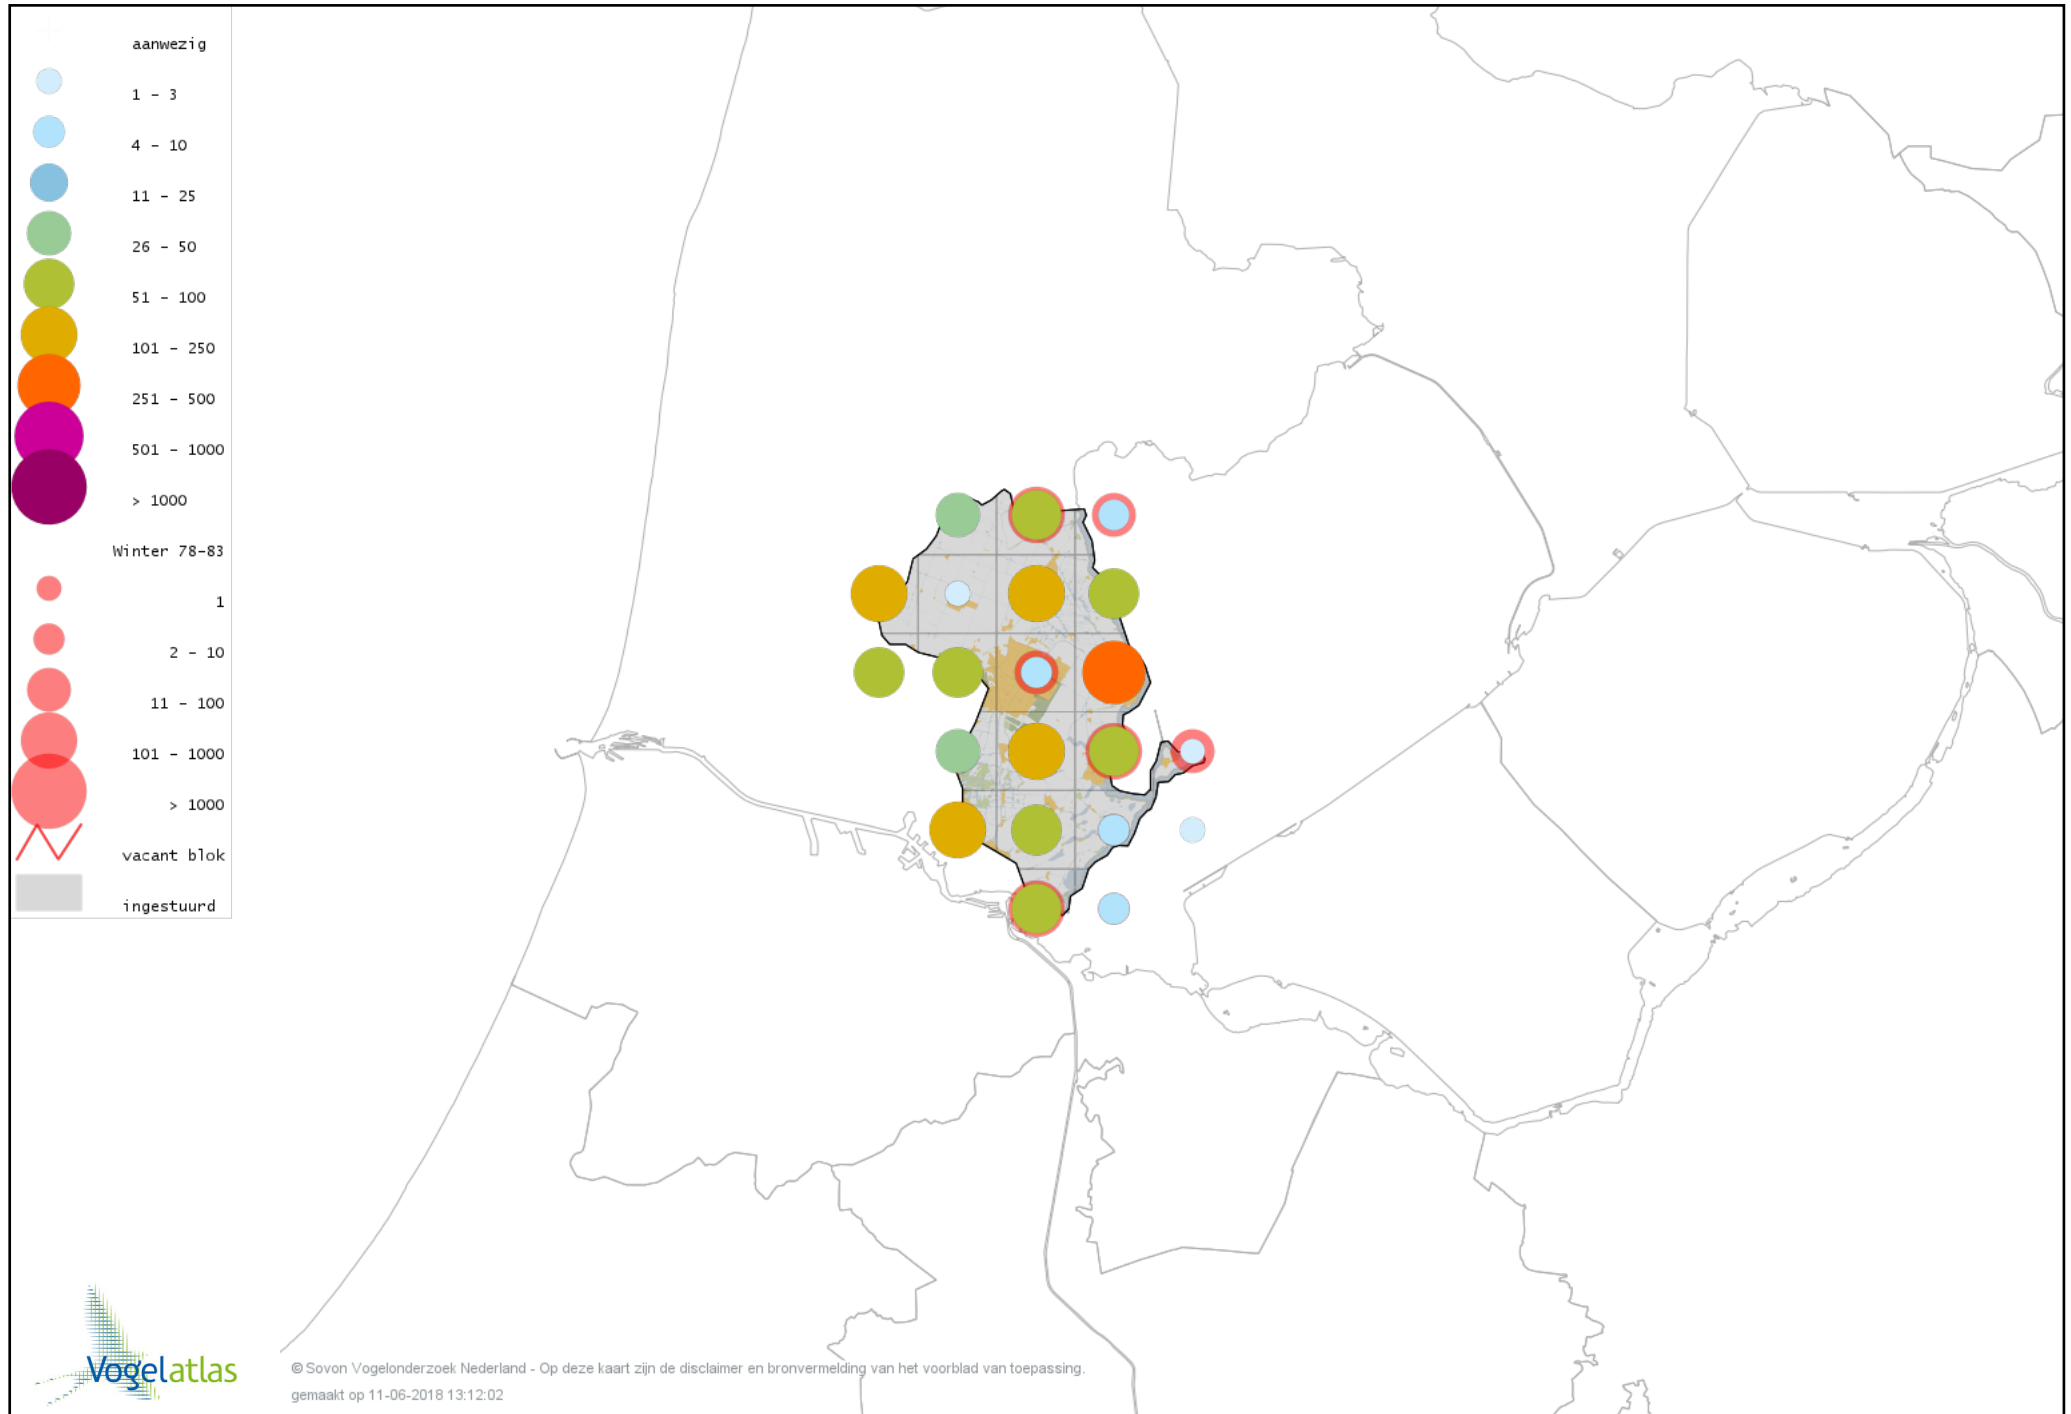 aanwezig
1 - 3
4 - 10
11 - 25
26 - 50
51 - 100
101 - 250
251 - 500
501 - 1000
> 1000
Winter 78-83
1
2 - 10
11 - 100
101 - 1000
> 1000
vacant blok
ingestuurd
Vogelatlas
© Sovon Vogelonderzoek Nederland - Op deze kaart zijn de disclaimer en bronvermelding van het voorblad van toepassing.
gemaakt op 11-06-2018 13:12:02